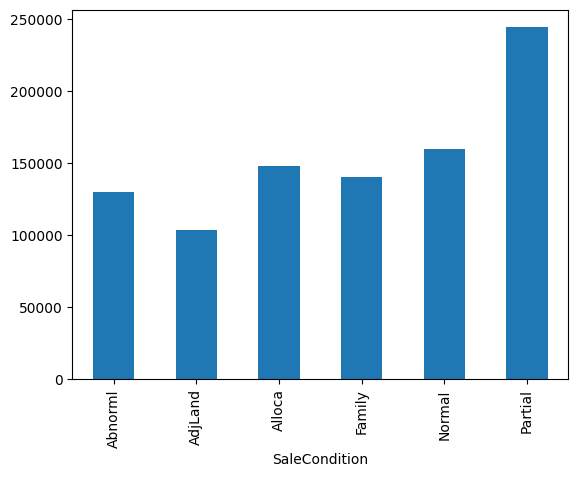 250000
200000
150000
100000
50000
0
Abnorml
AdjLand
Alloca
Family
Normal
Partial
SaleCondition